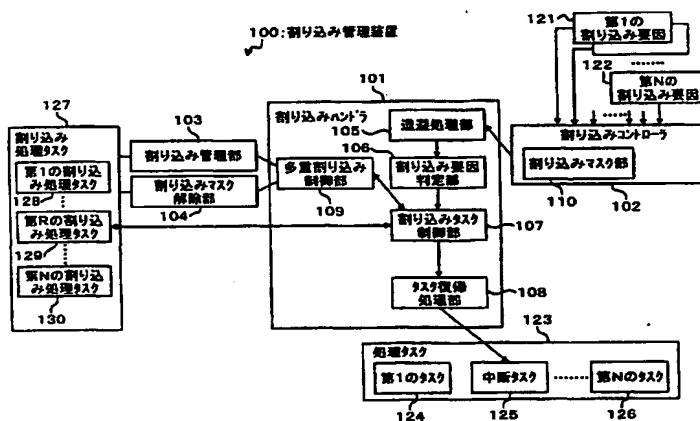 100:割り込み管理装置
121
第1の
割り込み要因
122
第Nの
割り込み要因
127
割り込み
処理タスク
第1の割り込
み処理タスク
128
第Rの割り込
み処理タスク
129
第Nの割り込
み処理タスク
130
103
割り込み管理部
割り込みマスク
解除部
104
101
割り込みハンドラ
105
退避処理部
106
割り込み要因
判定部
多重割り込み
制御部
109
割り込みタスク
制御部
107
タスク復帰
処理部
108
割り込みコントローラ
割り込みマスク部
110
102
123
処理タスク
第1のタスク
124
中断タスク
125
第Nのタスク
126